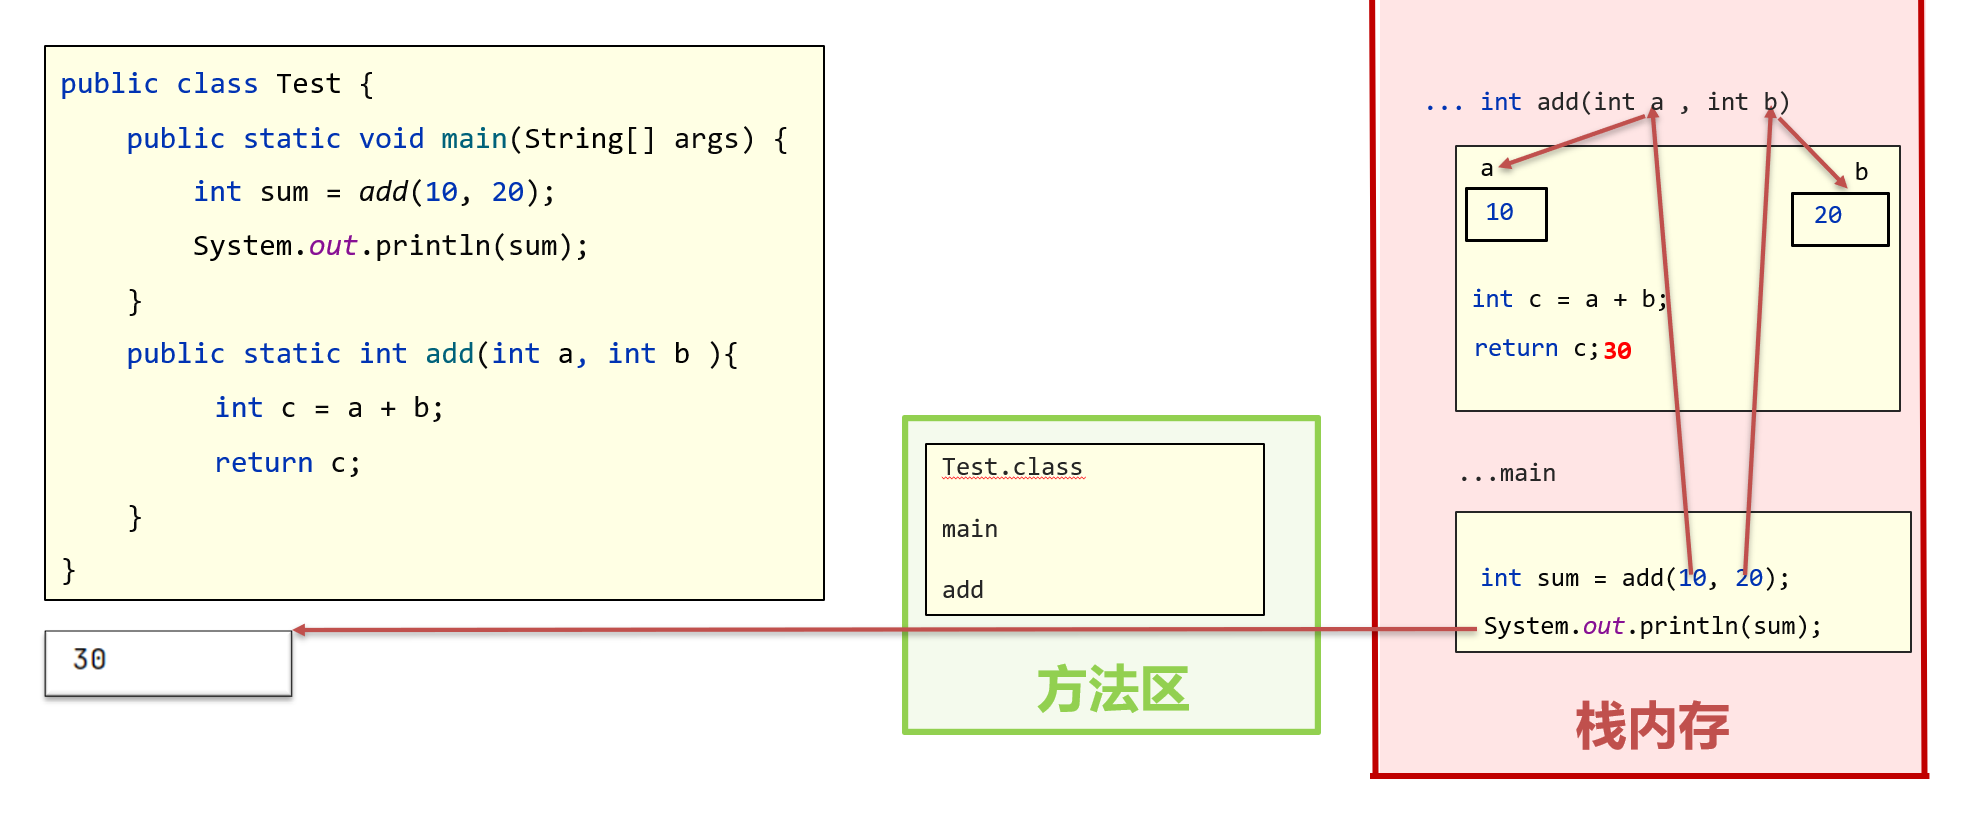 public class Test {
public static void main(String[] args) {
int sum = add(10, 20);
System.out.println(sum);
}
public static int add(int a, int b ){
int c = a + b;
return c;
}
}
30
Test.class
main
add
方法区
... int add(int a , int b)
a
b
10
20
int c = a + b;
return c;30
...main
int sum = add(10, 20);
System.out.println(sum);
栈内存